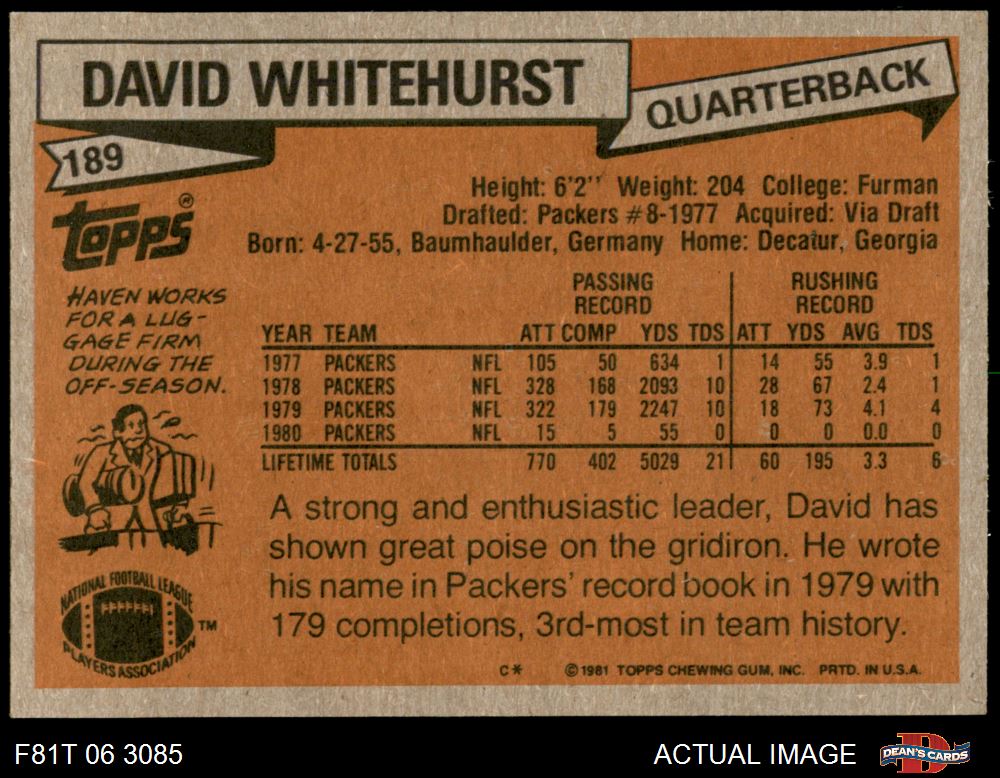 DAVID WHITEHURST
QUARTERBACK
189
Topps®
Height: 6'2'' Weight: 204 College: Furman
Drafted: Packers #8-1977 Acquired: Via Draft
Born: 4-27-55, Baumhaulder, Germany Home: Decatur, Georgia
HAVEN WORKS
FOR A LUG-
GAGE FIRM
DURING THE
OFF-SEASON.
PASSING RECORD RUSHING RECORD
YEAR TEAM ATT COMP YDS TDS ATT YDS AVG TDS
1977 PACKERS NFL 105 50 634 1 14 55 3.9 1
1978 PACKERS NFL 328 168 2093 10 28 67 2.4 1
1979 PACKERS NFL 322 179 2247 10 18 73 4.1 4
1980 PACKERS NFL 15 5 55 0 0 0 0.0 0
LIFETIME TOTALS 770 402 5029 21 60 195 3.3 6
A strong and enthusiastic leader, David has
shown great poise on the gridiron. He wrote
his name in Packers' record book in 1979 with
179 completions, 3rd-most in team history.
NATIONAL FOOTBALL LEAGUE
PLAYERS ASSOCIATION
TM
C* ©1981 TOPPS CHEWING GUM, INC. PRTD. IN U.S.A.
F81T 06 3085
ACTUAL IMAGE
D
DEAN'S CARDS